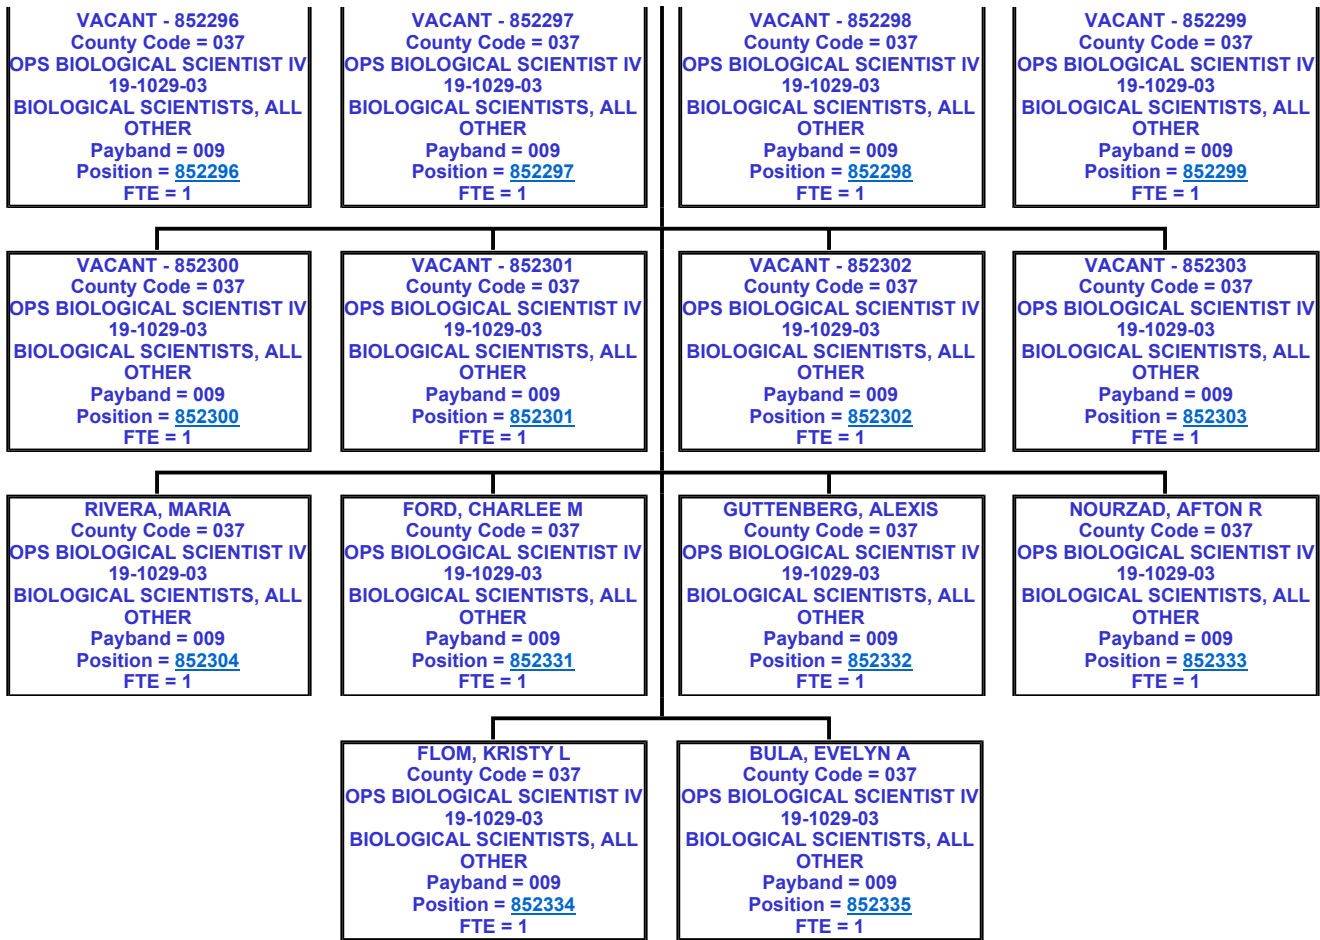 VACANT - 852296
County Code = 037
OPS BIOLOGICAL SCIENTIST IV
19-1029-03
BIOLOGICAL SCIENTISTS, ALL
OTHER
Payband = 009
Position = 852296
FTE = 1
VACANT - 852297
County Code = 037
OPS BIOLOGICAL SCIENTIST IV
19-1029-03
BIOLOGICAL SCIENTISTS, ALL
OTHER
Payband = 009
Position = 852297
FTE = 1
VACANT - 852298
County Code = 037
OPS BIOLOGICAL SCIENTIST IV
19-1029-03
BIOLOGICAL SCIENTISTS, ALL
OTHER
Payband = 009
Position = 852298
FTE = 1
VACANT - 852299
County Code = 037
OPS BIOLOGICAL SCIENTIST IV
19-1029-03
BIOLOGICAL SCIENTISTS, ALL
OTHER
Payband = 009
Position = 852299
FTE = 1
VACANT - 852300
County Code = 037
OPS BIOLOGICAL SCIENTIST IV
19-1029-03
BIOLOGICAL SCIENTISTS, ALL
OTHER
Payband = 009
Position = 852300
FTE = 1
VACANT - 852301
County Code = 037
OPS BIOLOGICAL SCIENTIST IV
19-1029-03
BIOLOGICAL SCIENTISTS, ALL
OTHER
Payband = 009
Position = 852301
FTE = 1
VACANT - 852302
County Code = 037
OPS BIOLOGICAL SCIENTIST IV
19-1029-03
BIOLOGICAL SCIENTISTS, ALL
OTHER
Payband = 009
Position = 852302
FTE = 1
VACANT - 852303
County Code = 037
OPS BIOLOGICAL SCIENTIST IV
19-1029-03
BIOLOGICAL SCIENTISTS, ALL
OTHER
Payband = 009
Position = 852303
FTE = 1
RIVERA, MARIA
County Code = 037
OPS BIOLOGICAL SCIENTIST IV
19-1029-03
BIOLOGICAL SCIENTISTS, ALL
OTHER
Payband = 009
Position = 852304
FTE = 1
FORD, CHARLEE M
County Code = 037
OPS BIOLOGICAL SCIENTIST IV
19-1029-03
BIOLOGICAL SCIENTISTS, ALL
OTHER
Payband = 009
Position = 852331
FTE = 1
GUTTENBERG, ALEXIS
County Code = 037
OPS BIOLOGICAL SCIENTIST IV
19-1029-03
BIOLOGICAL SCIENTISTS, ALL
OTHER
Payband = 009
Position = 852332
FTE = 1
NOURZAD, AFTON R
County Code = 037
OPS BIOLOGICAL SCIENTIST IV
19-1029-03
BIOLOGICAL SCIENTISTS, ALL
OTHER
Payband = 009
Position = 852333
FTE = 1
FLOM, KRISTY L
County Code = 037
OPS BIOLOGICAL SCIENTIST IV
19-1029-03
BIOLOGICAL SCIENTISTS, ALL
OTHER
Payband = 009
Position = 852334
FTE = 1
BULA, EVELYN A
County Code = 037
OPS BIOLOGICAL SCIENTIST IV
19-1029-03
BIOLOGICAL SCIENTISTS, ALL
OTHER
Payband = 009
Position = 852335
FTE = 1